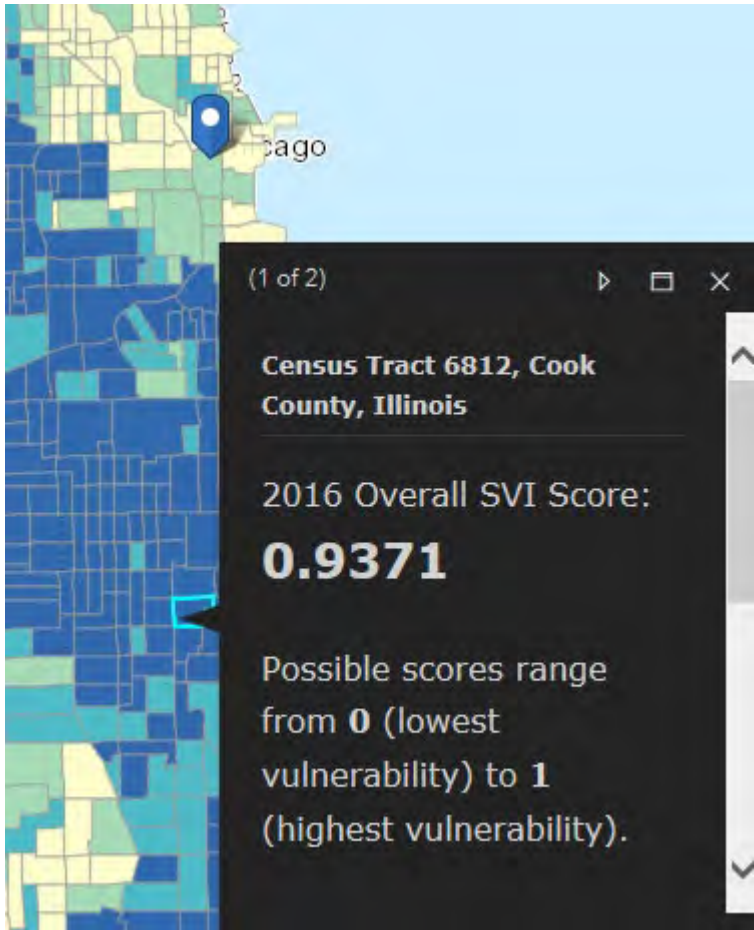 cago
(1 of 2)
Census Tract 6812, Cook
County, Illinois
2016 Overall SVI Score:
0.9371
Possible scores range
from 0 (lowest
vulnerability) to 1
(highest vulnerability).